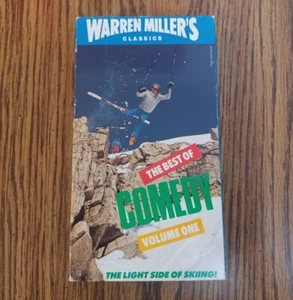 WARREN MILLER'S
CLASSICS
THE BEST OF
COMEDY
VOLUME ONE
THE LIGHT SIDE OF SKIING!